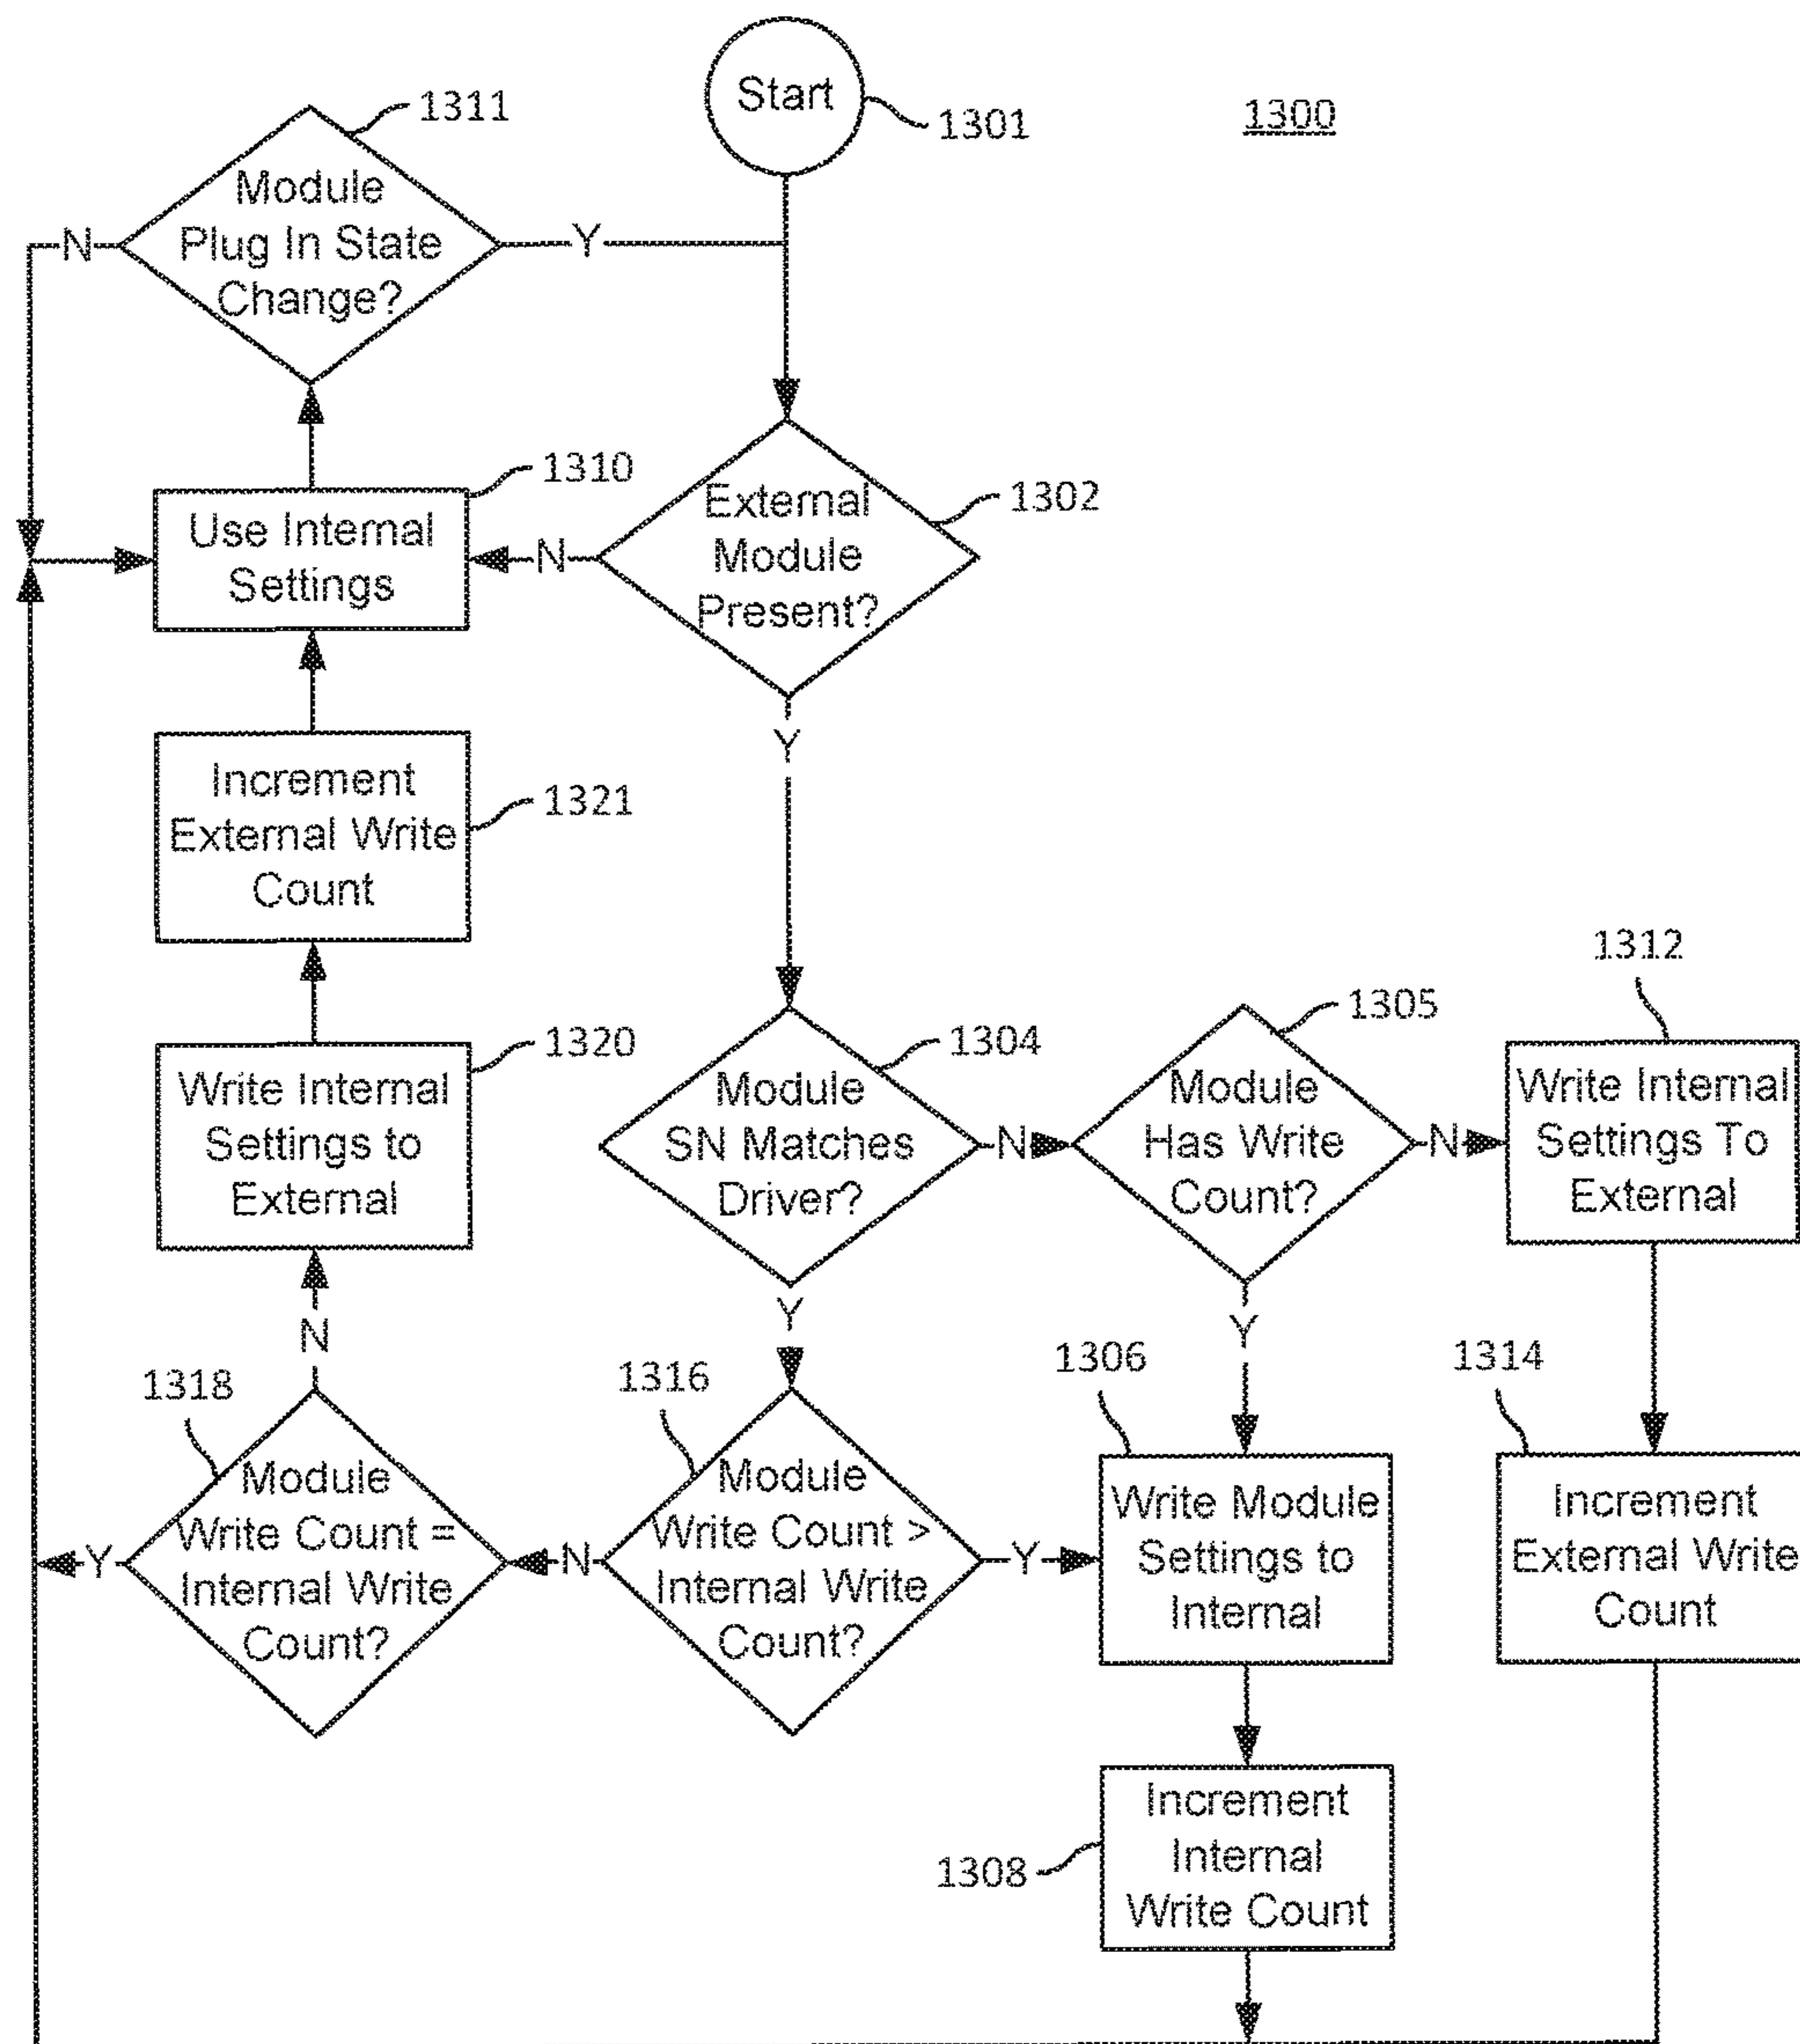 Start
1301
1300
1311
Module
Plug In State
Change?
N
Y
1310
Use Internal
Settings
1302
External
Module
Present?
N
Y
Increment
External Write
Count
1321
1320
Write Internal
Settings to
External
1304
Module
SN Matches
Driver?
N
Y
1305
Module
Has Write
Count?
N
Y
1312
Write Internal
Settings To
External
N
1318
Module
Write Count =
Internal Write
Count?
Y
1316
Module
Write Count >
Internal Write
Count?
N
Y
1306
Write Module
Settings to
Internal
1314
Increment
External Write
Count
Increment
Internal
Write Count
1308